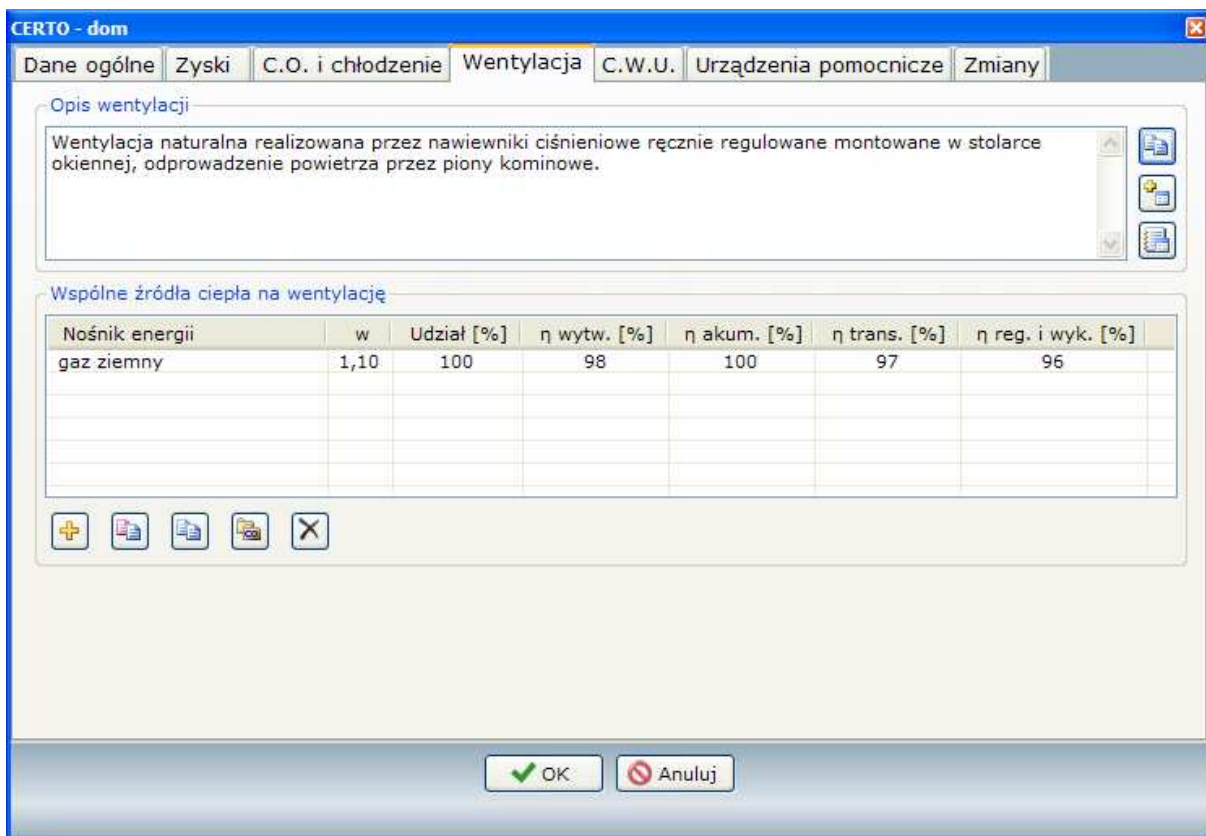 CERTO - dom
Dane ogólne Zyski C.O. i chłodzenie Wentylacja C.W.U. Urządzenia pomocnicze Zmiany
Opis wentylacji
Wentylacja naturalna realizowana przez nawiewniki ciśnieniowe ręcznie regulowane montowane w stolarce
okiennej, odprowadzenie powietrza przez piony kominowe.
Wspólne źródła ciepła na wentylację
Nośnik energii w Udział [%] η wytw. [%] η akum. [%] η trans. [%] η reg. i wyk. [%]
gaz ziemny 1,10 100 98 100 97 96
OK Anuluj